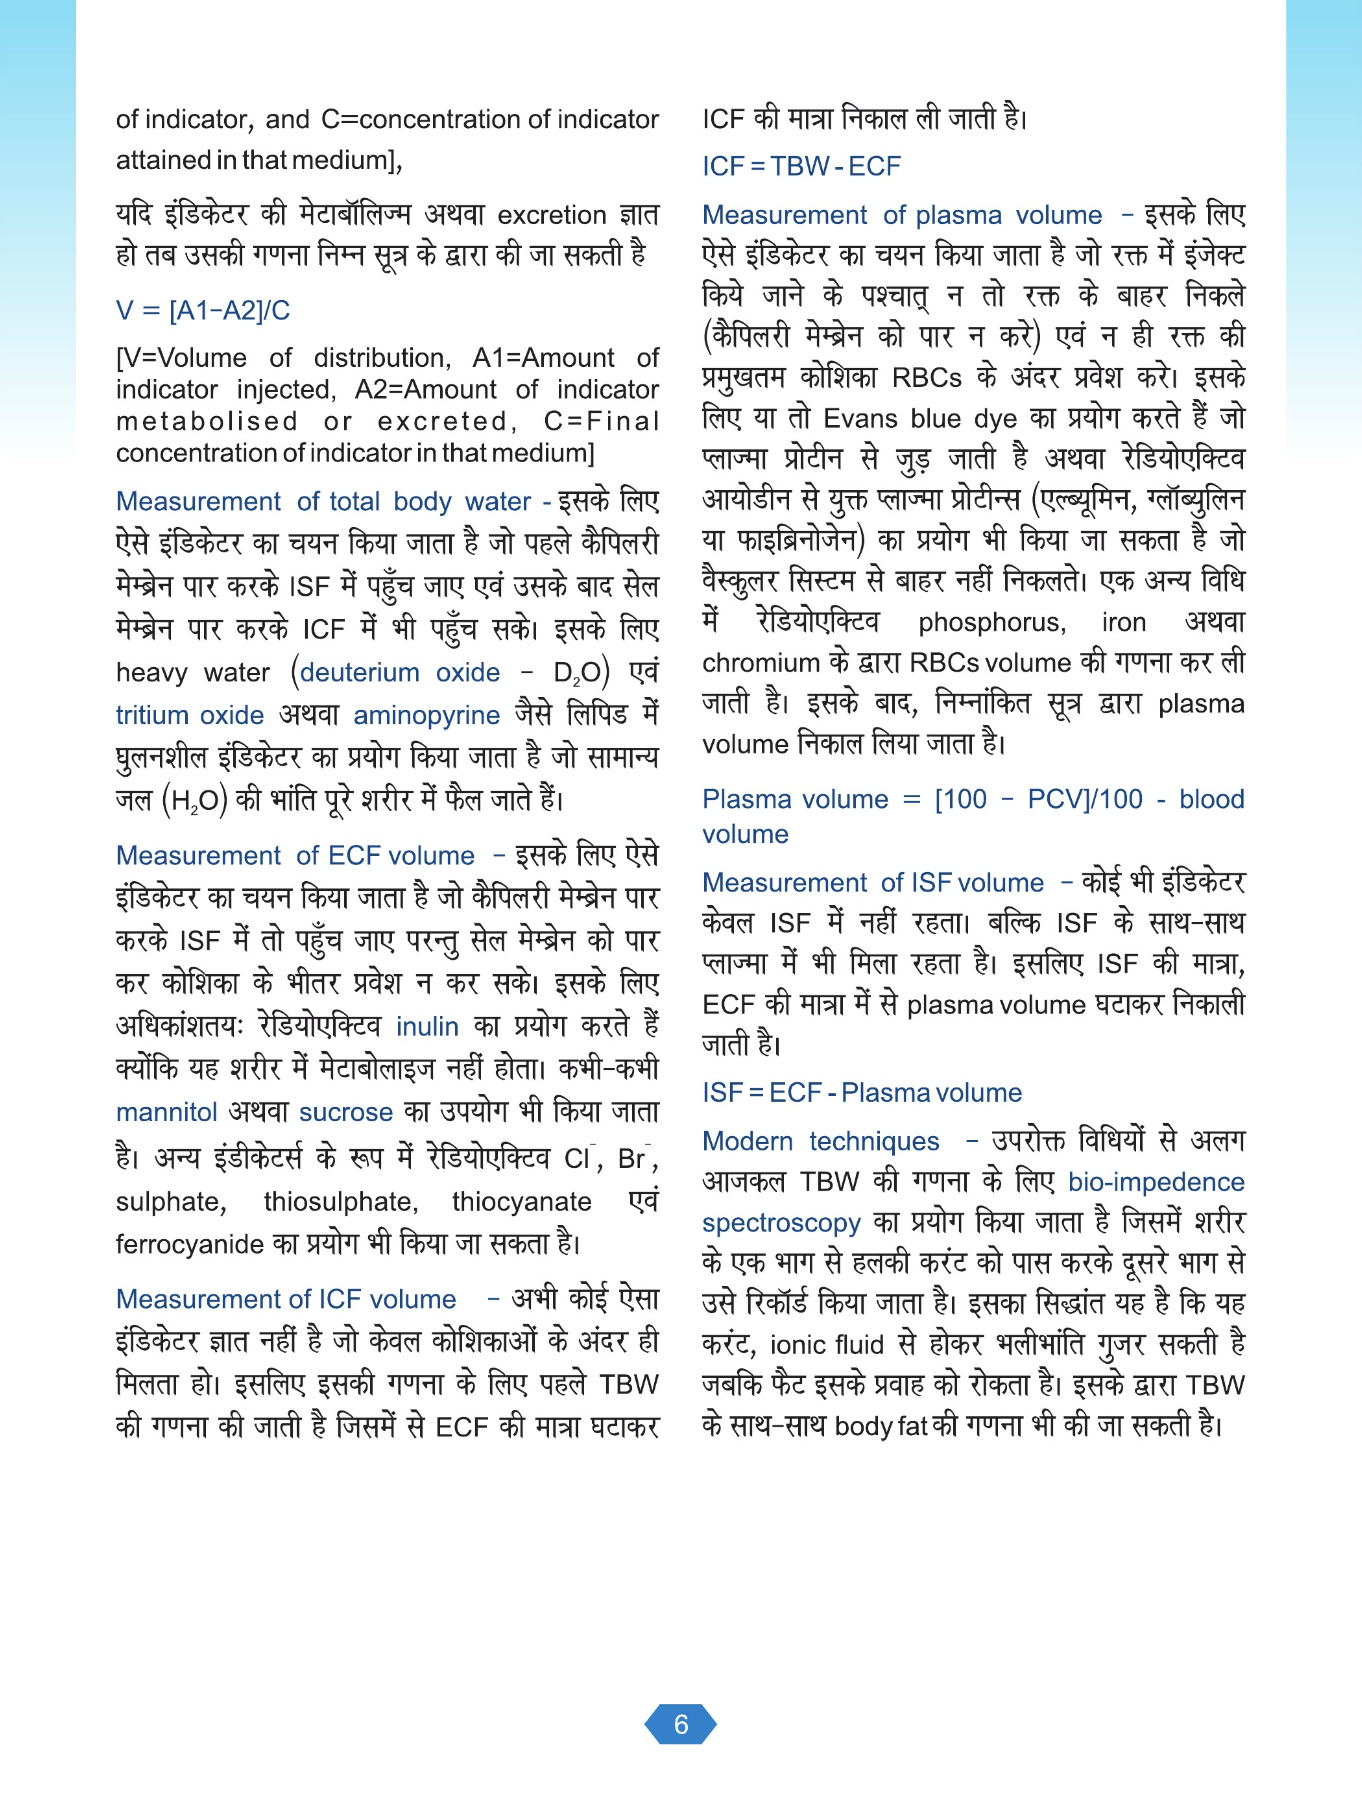 of indicator, and C=concentration of indicator
attained in that medium],
यदि इंडिकेटर की मेटाबॉलिज्म अथवा excretion ज्ञात
हो तब उसकी गणना निम्न सूत्र के द्वारा की जा सकती है
V = [A1–A2]/C
[V=Volume of distribution, A1=Amount of
indicator injected, A2=Amount of indicator
metabolised or excreted, C=Final
concentration of indicator in that medium]
Measurement of total body water - इसके लिए
ऐसे इंडिकेटर का चयन किया जाता है जो पहले कैपिलरी
मेम्ब्रेन पार करके ISF में पहुँच जाए एवं उसके बाद सेल
मेम्ब्रेन पार करके ICF में भी पहुँच सके। इसके लिए
heavy water (deuterium oxide – D₂O) एवं
tritium oxide अथवा aminopyrine जैसे लिपिड में
घुलनशील इंडिकेटर का प्रयोग किया जाता है जो सामान्य
जल (H₂O) की भांति पूरे शरीर में फैल जाते हैं।
Measurement of ECF volume – इसके लिए ऐसे
इंडिकेटर का चयन किया जाता है जो कैपिलरी मेम्ब्रेन पार
करके ISF में तो पहुँच जाए परन्तु सेल मेम्ब्रेन को पार
कर कोशिका के भीतर प्रवेश न कर सके। इसके लिए
अधिकांशतयः रेडियोएक्टिव inulin का प्रयोग करते हैं
क्योंकि यह शरीर में मेटाबोलाइज नहीं होता। कभी–कभी
mannitol अथवा sucrose का उपयोग भी किया जाता
है। अन्य इंडीकेटर्स के रूप में रेडियोएक्टिव Cl⁻, Br⁻,
sulphate, thiosulphate, thiocyanate एवं
ferrocyanide का प्रयोग भी किया जा सकता है।
Measurement of ICF volume – अभी कोई ऐसा
इंडिकेटर ज्ञात नहीं है जो केवल कोशिकाओं के अंदर ही
मिलता हो। इसलिए इसकी गणना के लिए पहले TBW
की गणना की जाती है जिसमें से ECF की मात्रा घटाकर
ICF की मात्रा निकाल ली जाती है।
ICF = TBW - ECF
Measurement of plasma volume – इसके लिए
ऐसे इंडिकेटर का चयन किया जाता है जो रक्त में इंजेक्ट
किये जाने के पश्चात् न तो रक्त के बाहर निकले
(कैपिलरी मेम्ब्रेन को पार न करे) एवं न ही रक्त की
प्रमुखतम कोशिका RBCs के अंदर प्रवेश करे। इसके
लिए या तो Evans blue dye का प्रयोग करते हैं जो
प्लाज्मा प्रोटीन से जुड़ जाती है अथवा रेडियोएक्टिव
आयोडीन से युक्त प्लाज्मा प्रोटीन्स (एल्ब्यूमिन, ग्लॉब्युलिन
या फाइब्रिनोजेन) का प्रयोग भी किया जा सकता है जो
वैस्कुलर सिस्टम से बाहर नहीं निकलते। एक अन्य विधि
में रेडियोएक्टिव phosphorus, iron अथवा
chromium के द्वारा RBCs volume की गणना कर ली
जाती है। इसके बाद, निम्नांकित सूत्र द्वारा plasma
volume निकाल लिया जाता है।
Plasma volume = [100 – PCV]/100 - blood
volume
Measurement of ISF volume – कोई भी इंडिकेटर
केवल ISF में नहीं रहता। बल्कि ISF के साथ–साथ
प्लाज्मा में भी मिला रहता है। इसलिए ISF की मात्रा,
ECF की मात्रा में से plasma volume घटाकर निकाली
जाती है।
ISF = ECF - Plasma volume
Modern techniques – उपरोक्त विधियों से अलग
आजकल TBW की गणना के लिए bio-impedence
spectroscopy का प्रयोग किया जाता है जिसमें शरीर
के एक भाग से हलकी करंट को पास करके दूसरे भाग से
उसे रिकॉर्ड किया जाता है। इसका सिद्धांत यह है कि यह
करंट, ionic fluid से होकर भलीभांति गुजर सकती है
जबकि फैट इसके प्रवाह को रोकता है। इसके द्वारा TBW
के साथ–साथ body fat की गणना भी की जा सकती है।
6